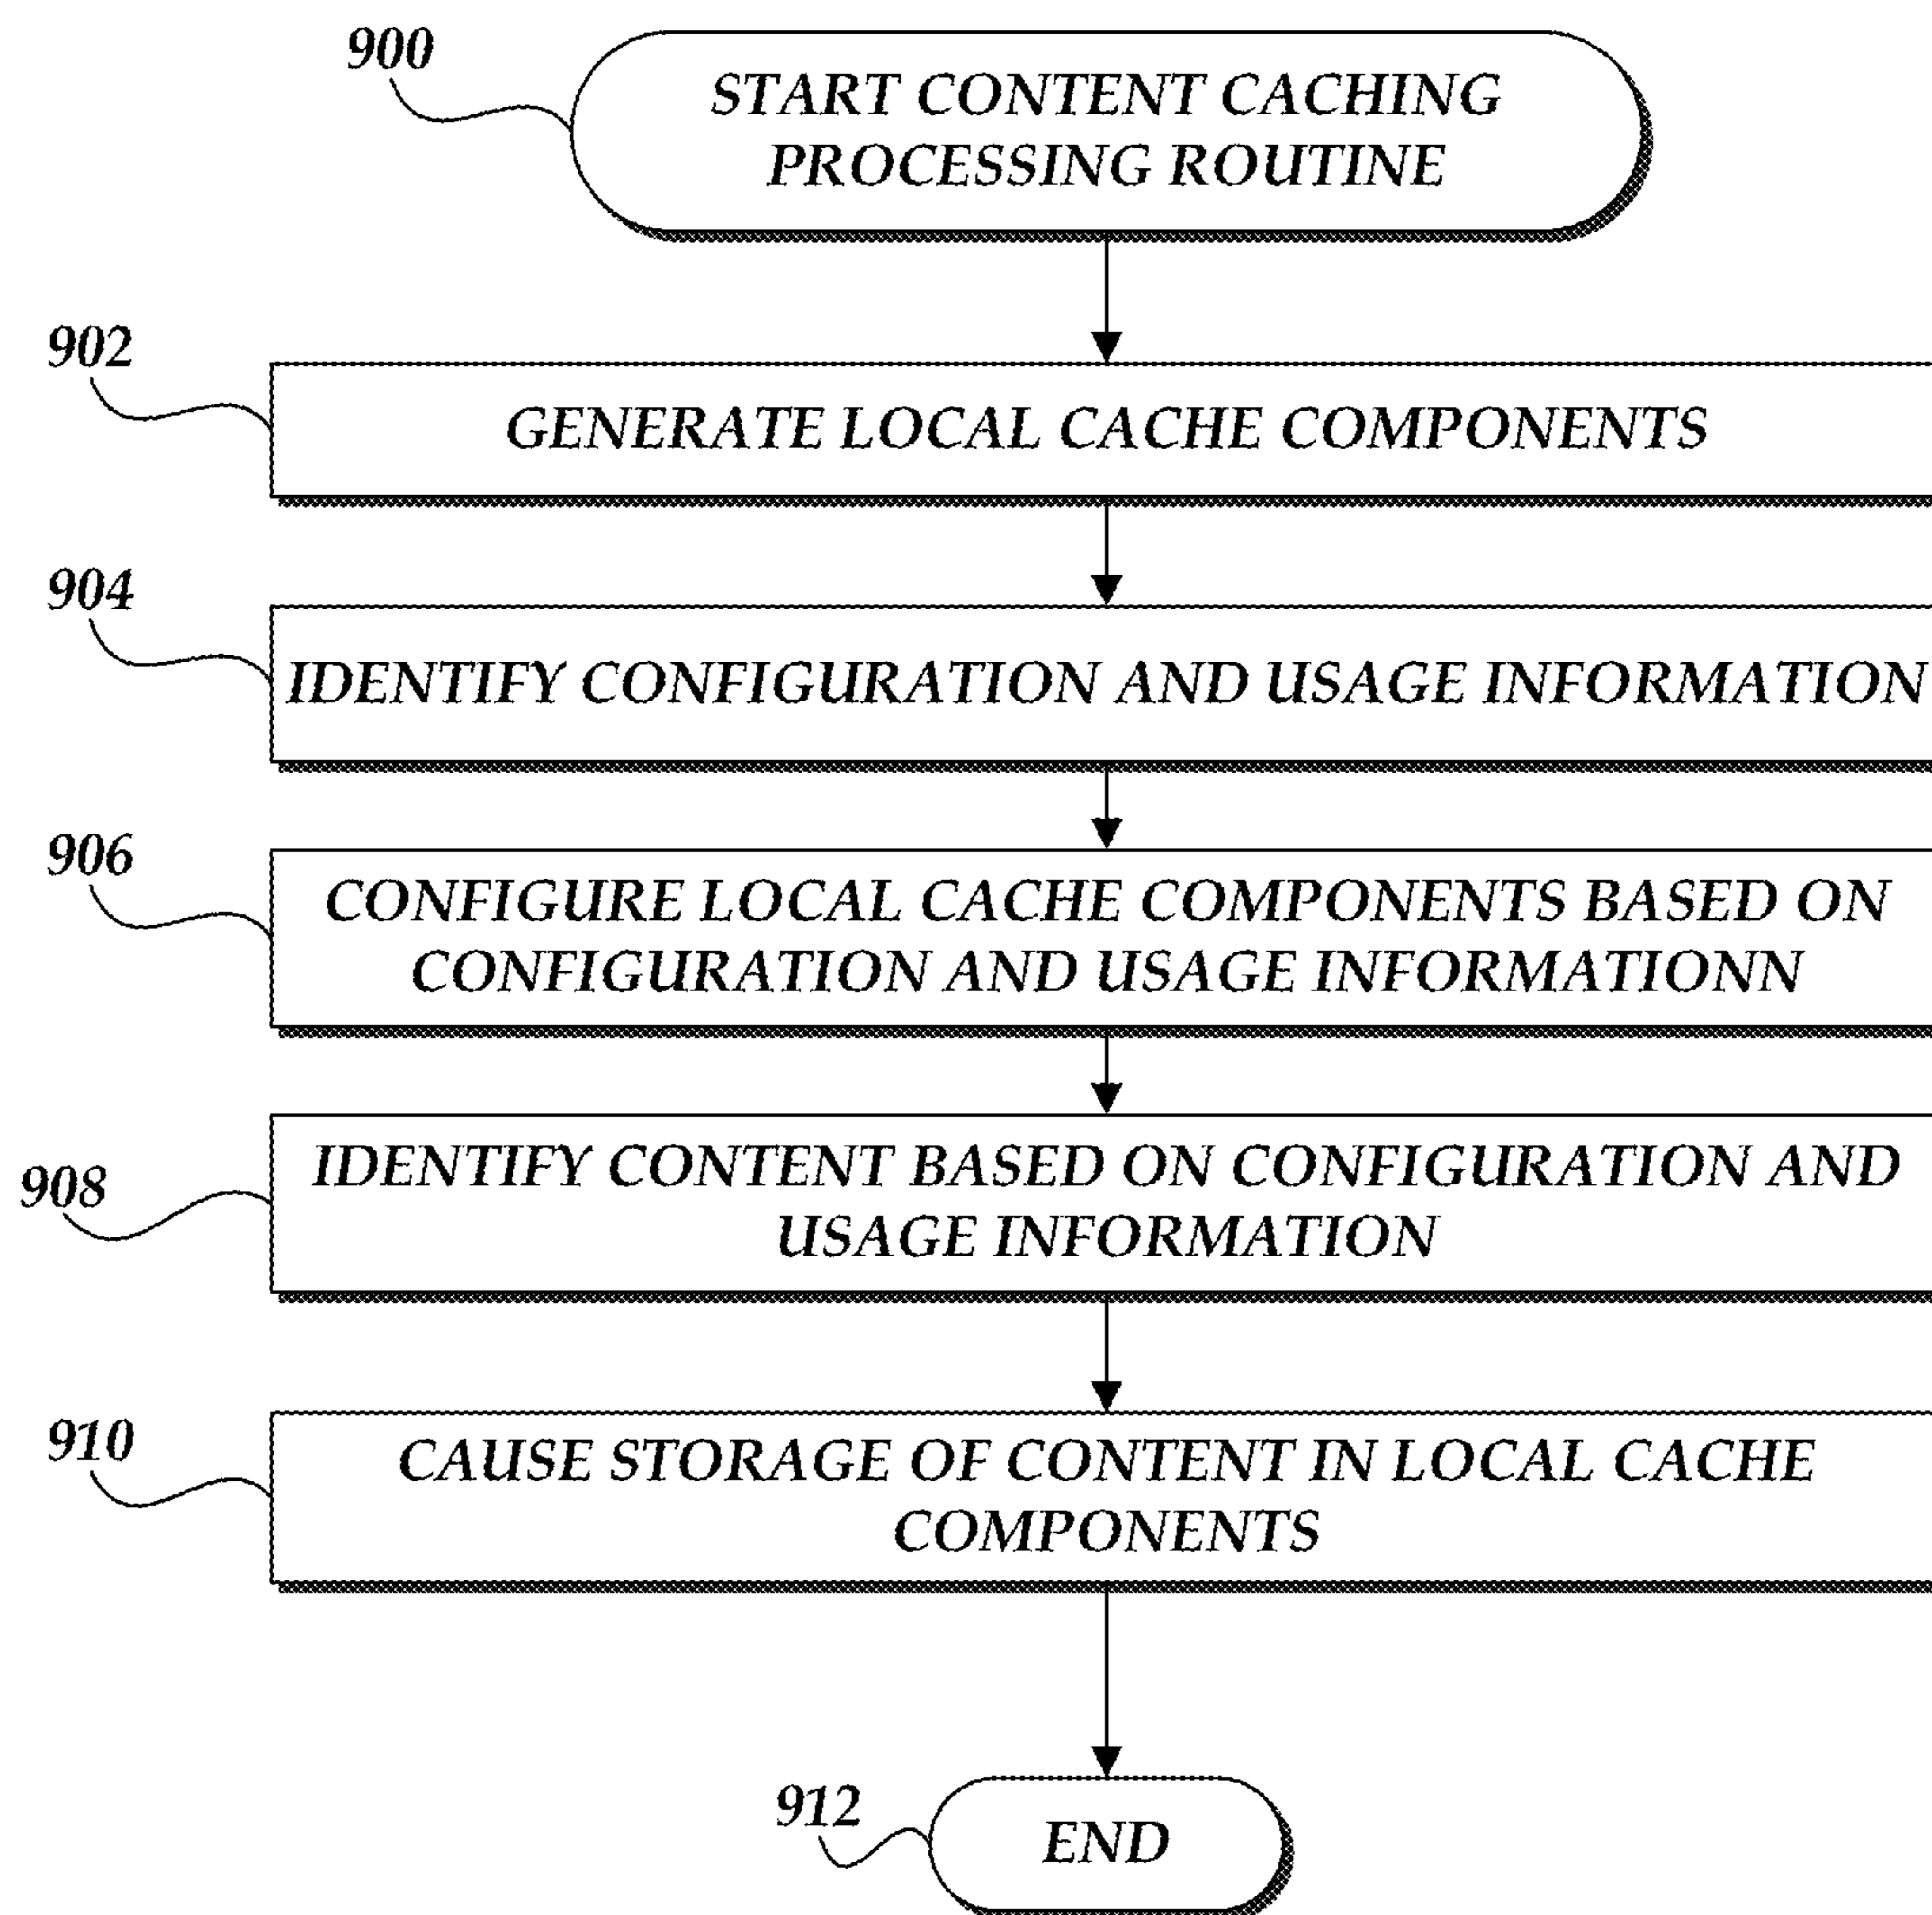 900
START CONTENT CACHING
PROCESSING ROUTINE
902
GENERATE LOCAL CACHE COMPONENTS
904
IDENTIFY CONFIGURATION AND USAGE INFORMATION
906
CONFIGURE LOCAL CACHE COMPONENTS BASED ON
CONFIGURATION AND USAGE INFORMATIONN
908
IDENTIFY CONTENT BASED ON CONFIGURATION AND
USAGE INFORMATION
910
CAUSE STORAGE OF CONTENT IN LOCAL CACHE
COMPONENTS
912
END